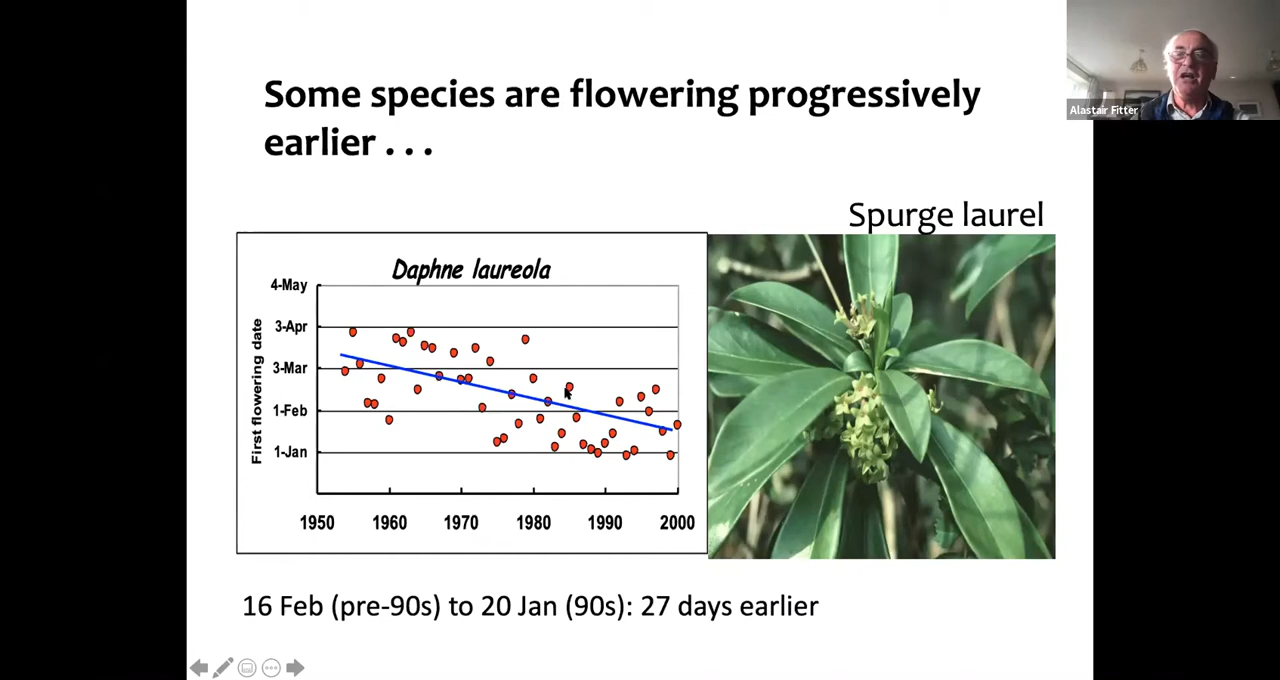 Some species are flowering progressively
earlier . . .
Alastair Fitter
Spurge laurel
Daphne laureola
First flowering date
4-May
3-Apr
3-Mar
1-Feb
1-Jan
1950 1960 1970 1980 1990 2000
16 Feb (pre-90s) to 20 Jan (90s): 27 days earlier